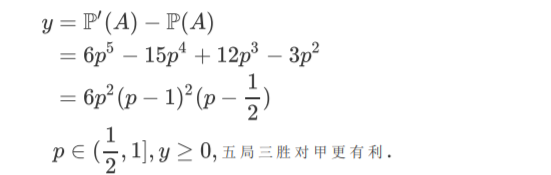 y = ℙ′(A) − ℙ(A)
= 6p⁵ − 15p⁴ + 12p³ − 3p²
= 6p²(p − 1)²(p − 1/2)
p ∈ (1/2, 1], y ≥ 0, 五局三胜对甲更有利.